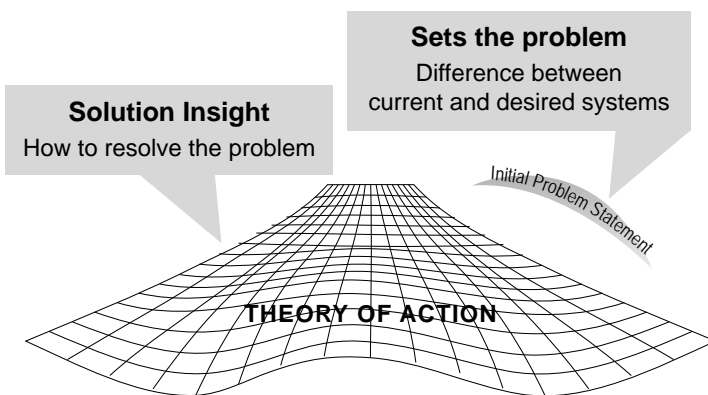 Sets the problem
Difference between
current and desired systems
Solution Insight
How to resolve the problem
Initial Problem Statement
THEORY OF ACTION